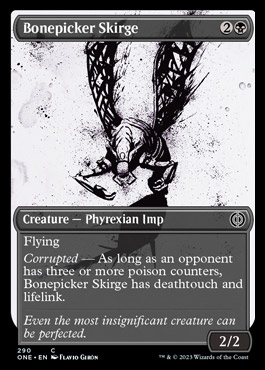 Bonepicker Skirge 2
Creature — Phyrexian Imp
Flying
Corrupted — As long as an opponent
has three or more poison counters,
Bonepicker Skirge has deathtouch and
lifelink.
Even the most insignificant creature can
be perfected.
2/2
290 C
ONE • EN FLAVIO GIRÓN
™ & © 2023 Wizards of the Coast